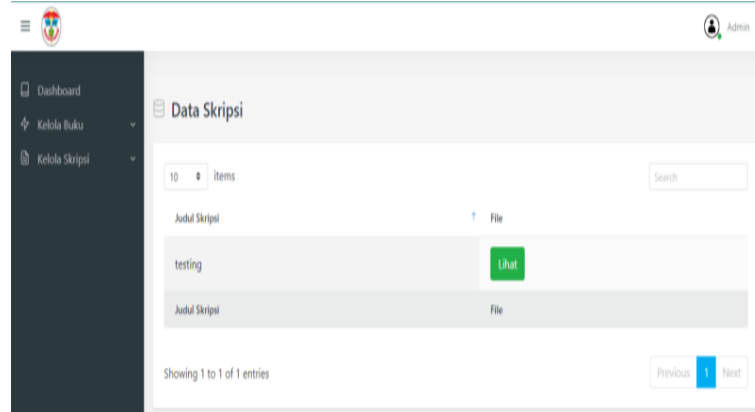 Admin
Dashboard
Kelola Buku
Kelola Skripsi
Data Skripsi
10 items
Search
Judul Skripsi File
testing Lihat
Judul Skripsi File
Showing 1 to 1 of 1 entries
Previous 1 Next